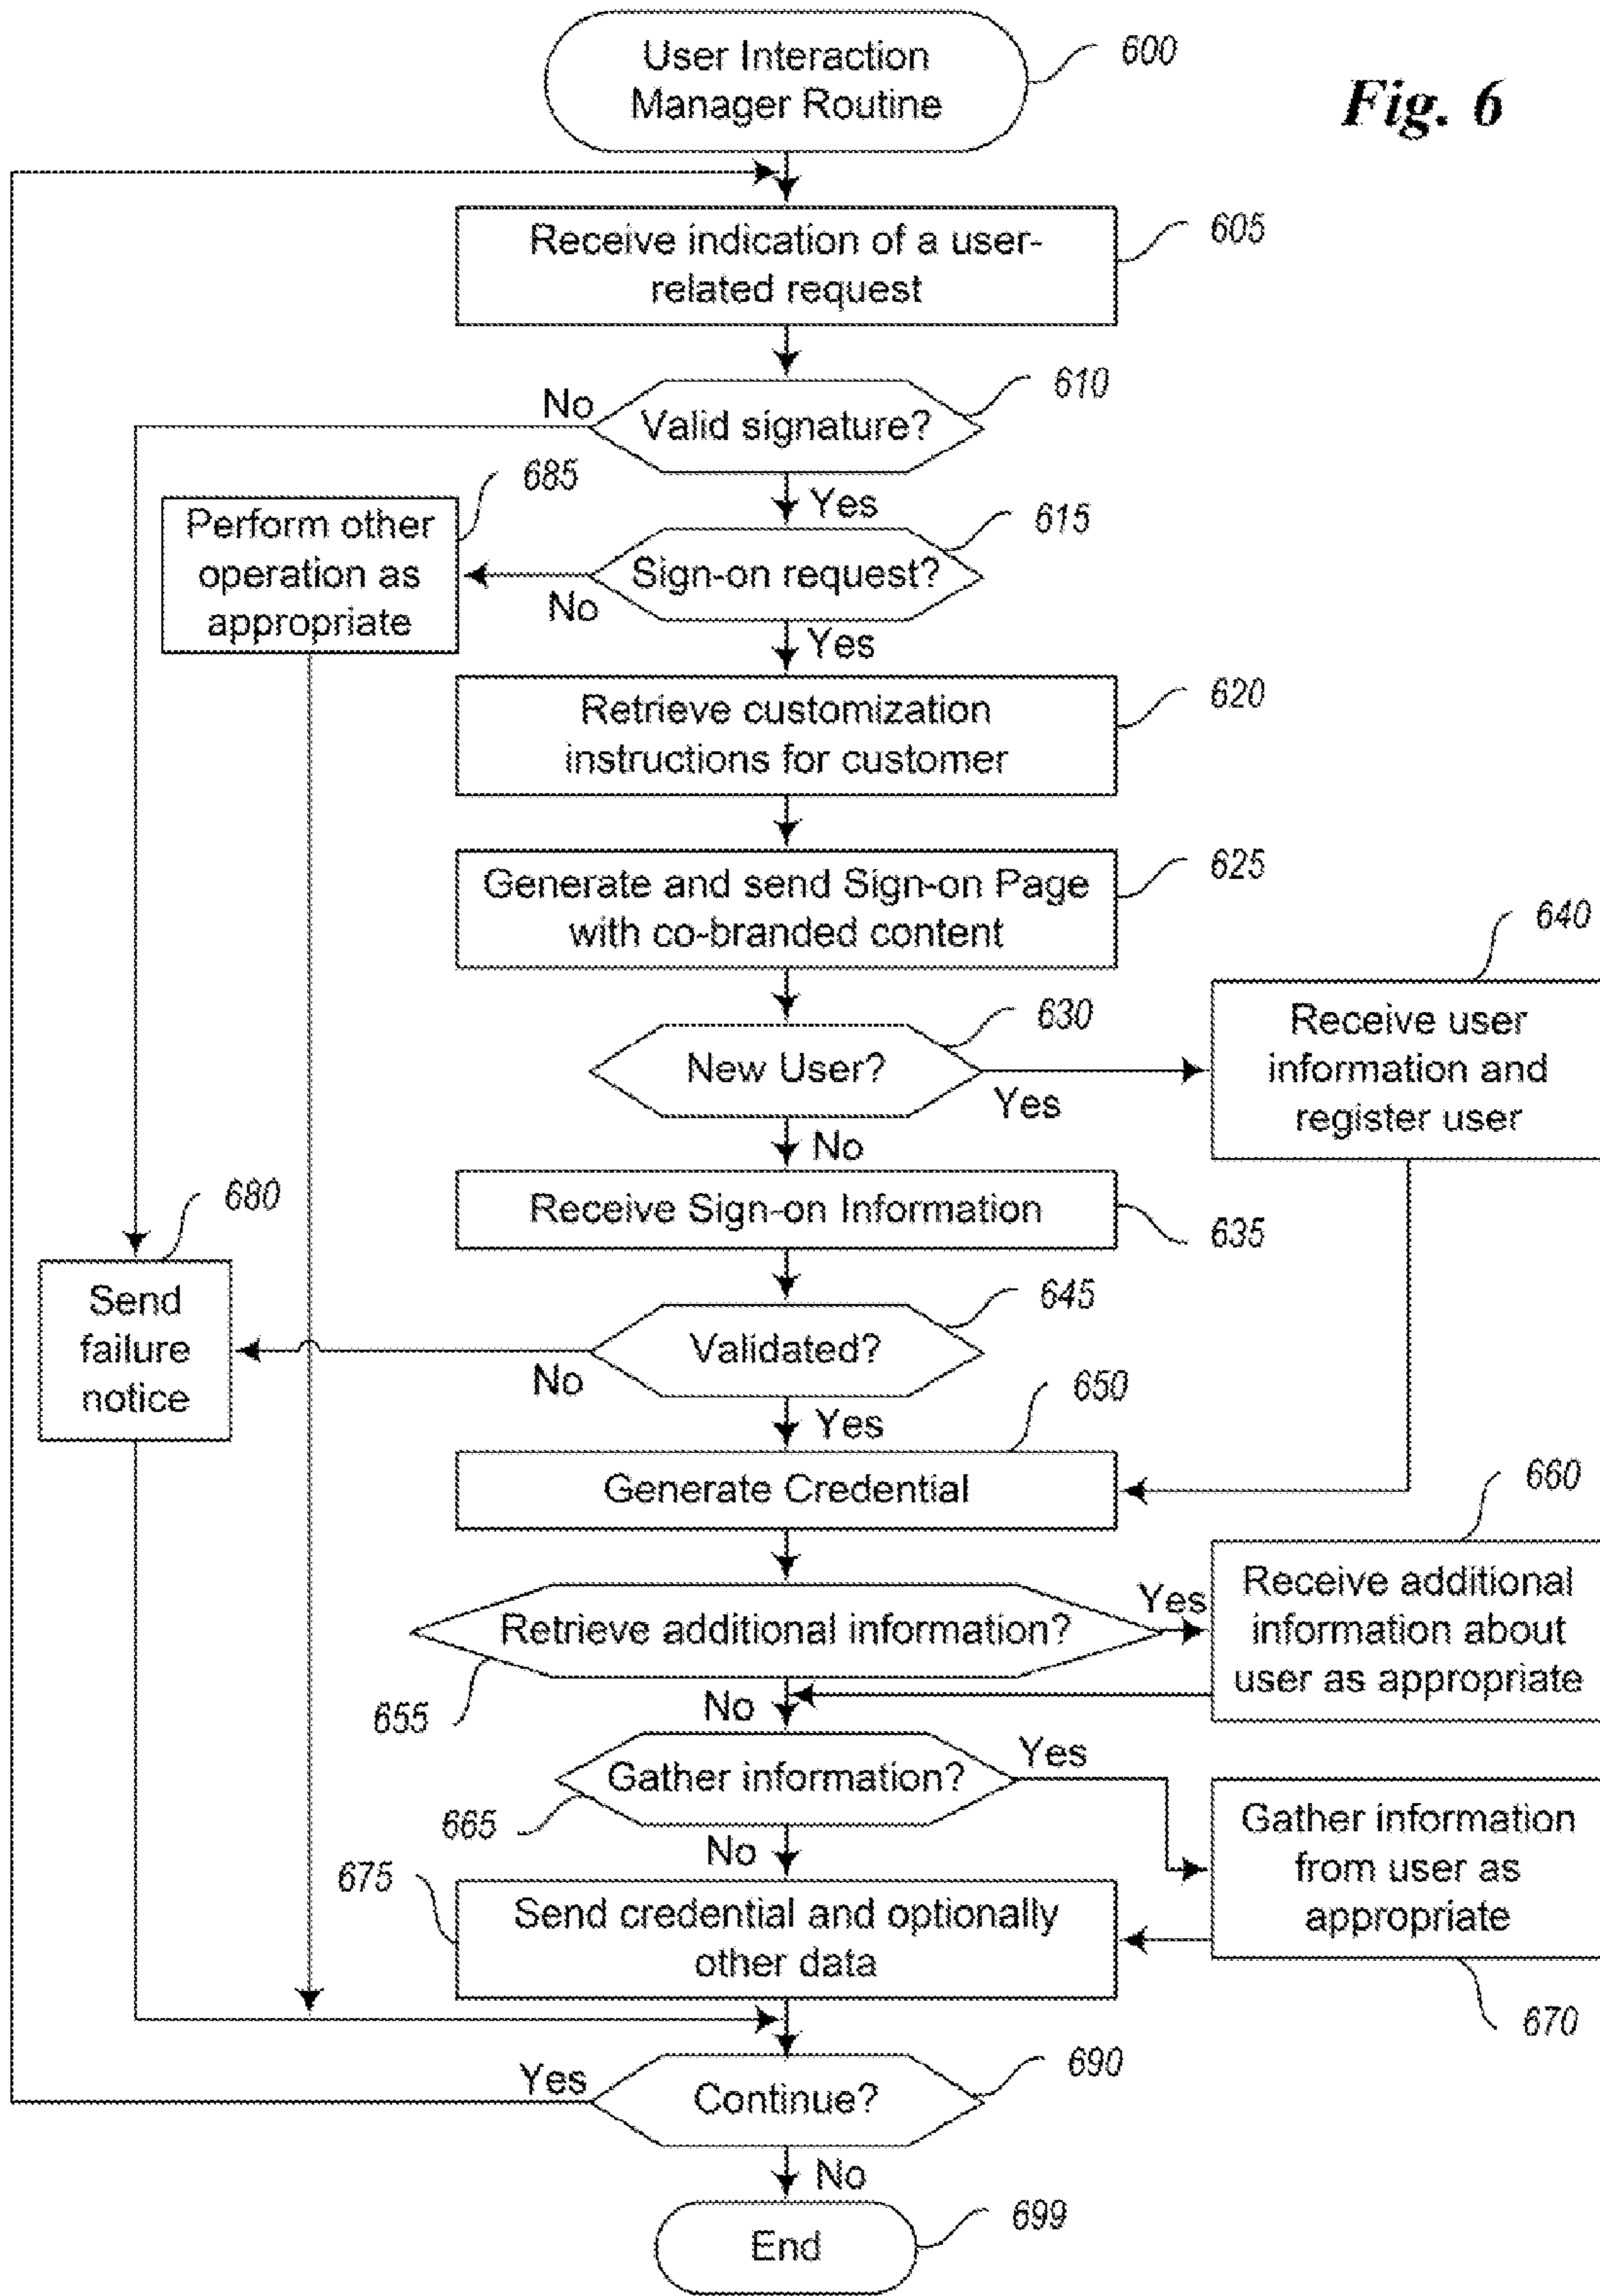 User Interaction
Manager Routine
600
Fig. 6
Receive indication of a user-
related request
605
Valid signature?
610
No
Yes
685
Perform other
operation as
appropriate
Sign-on request?
615
No
Yes
Retrieve customization
instructions for customer
620
Generate and send Sign-on Page
with co-branded content
625
New User?
630
Yes
640
Receive user
information and
register user
No
Receive Sign-on Information
635
680
Send
failure
notice
Validated?
645
No
Yes
Generate Credential
650
Retrieve additional information?
655
Yes
660
Receive additional
information about
user as appropriate
No
Gather information?
665
Yes
Gather information
from user as
appropriate
670
No
675
Send credential and optionally
other data
Continue?
690
Yes
No
End
699